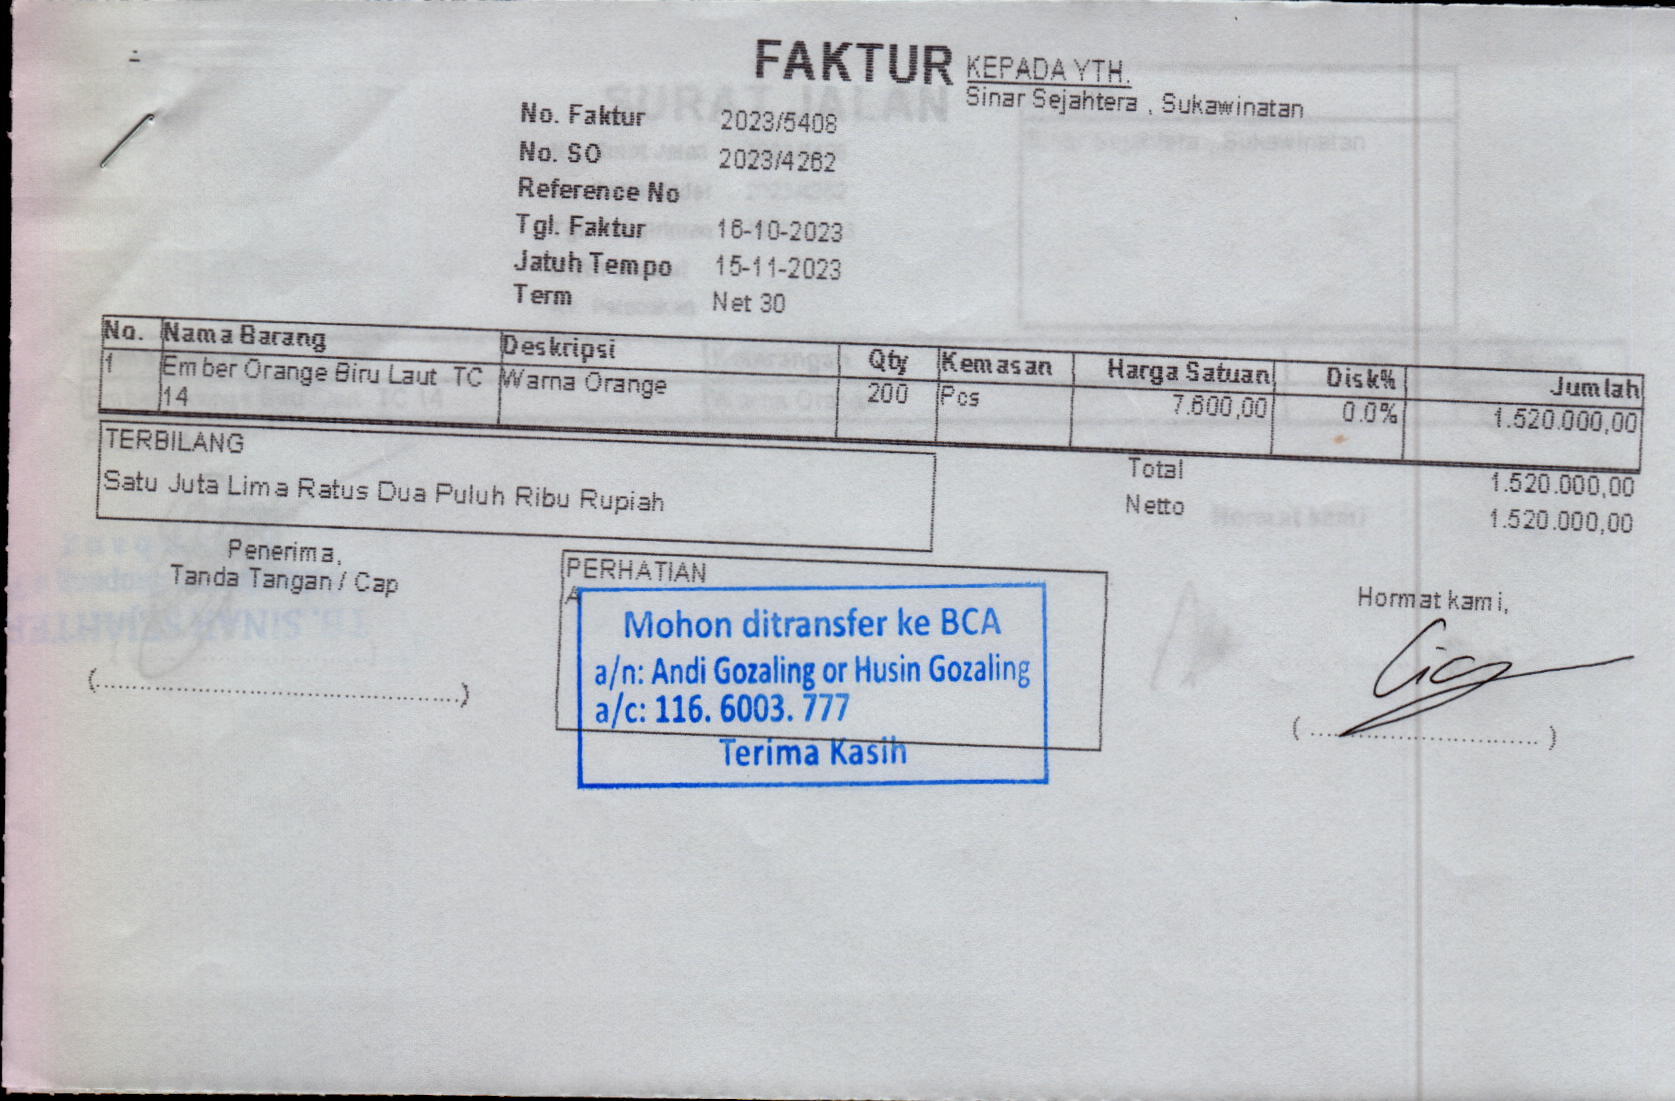 FAKTUR
KEPADA YTH.
Sinar Sejahtera , Sukawinatan
No. Faktur 2023/5408
No. SO 2023/4262
Reference No
Tgl. Faktur 16-10-2023
Jatuh Tempo 15-11-2023
Term Net 30
No. Nama Barang Deskripsi Qty Kemasan Harga Satuan Disk% Jumlah
1 Ember Orange Biru Laut TC Warna Orange 200 Pcs 7.600,00 0.0% 1.520.000,00
14
TERBILANG
Satu Juta Lima Ratus Dua Puluh Ribu Rupiah
Total 1.520.000,00
Netto 1.520.000,00
Penerima,
Tanda Tangan / Cap
(........................................)
PERHATIAN
Mohon ditransfer ke BCA
a/n: Andi Gozaling or Husin Gozaling
a/c: 116. 6003. 777
Terima Kasih
Hormat kami,
(........................................)